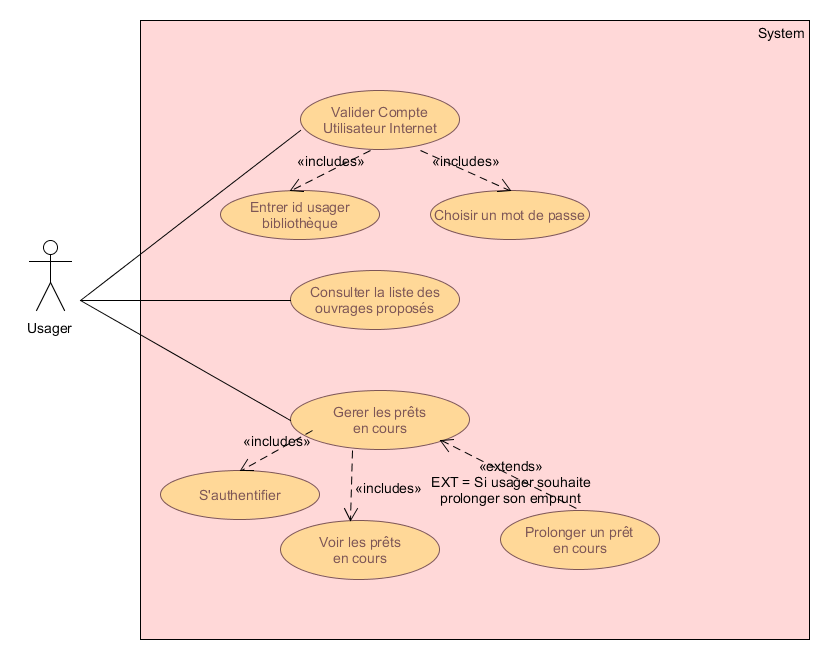 System
Valider Compte
Utilisateur Internet
«includes»
«includes»
Entrer id usager
bibliothèque
Choisir un mot de passe
Consulter la liste des
ouvrages proposés
Usager
Gerer les prêts
en cours
«includes»
«extends»
EXT = Si usager souhaite
prolonger son emprunt
«includes»
S'authentifier
Voir les prêts
en cours
Prolonger un prêt
en cours